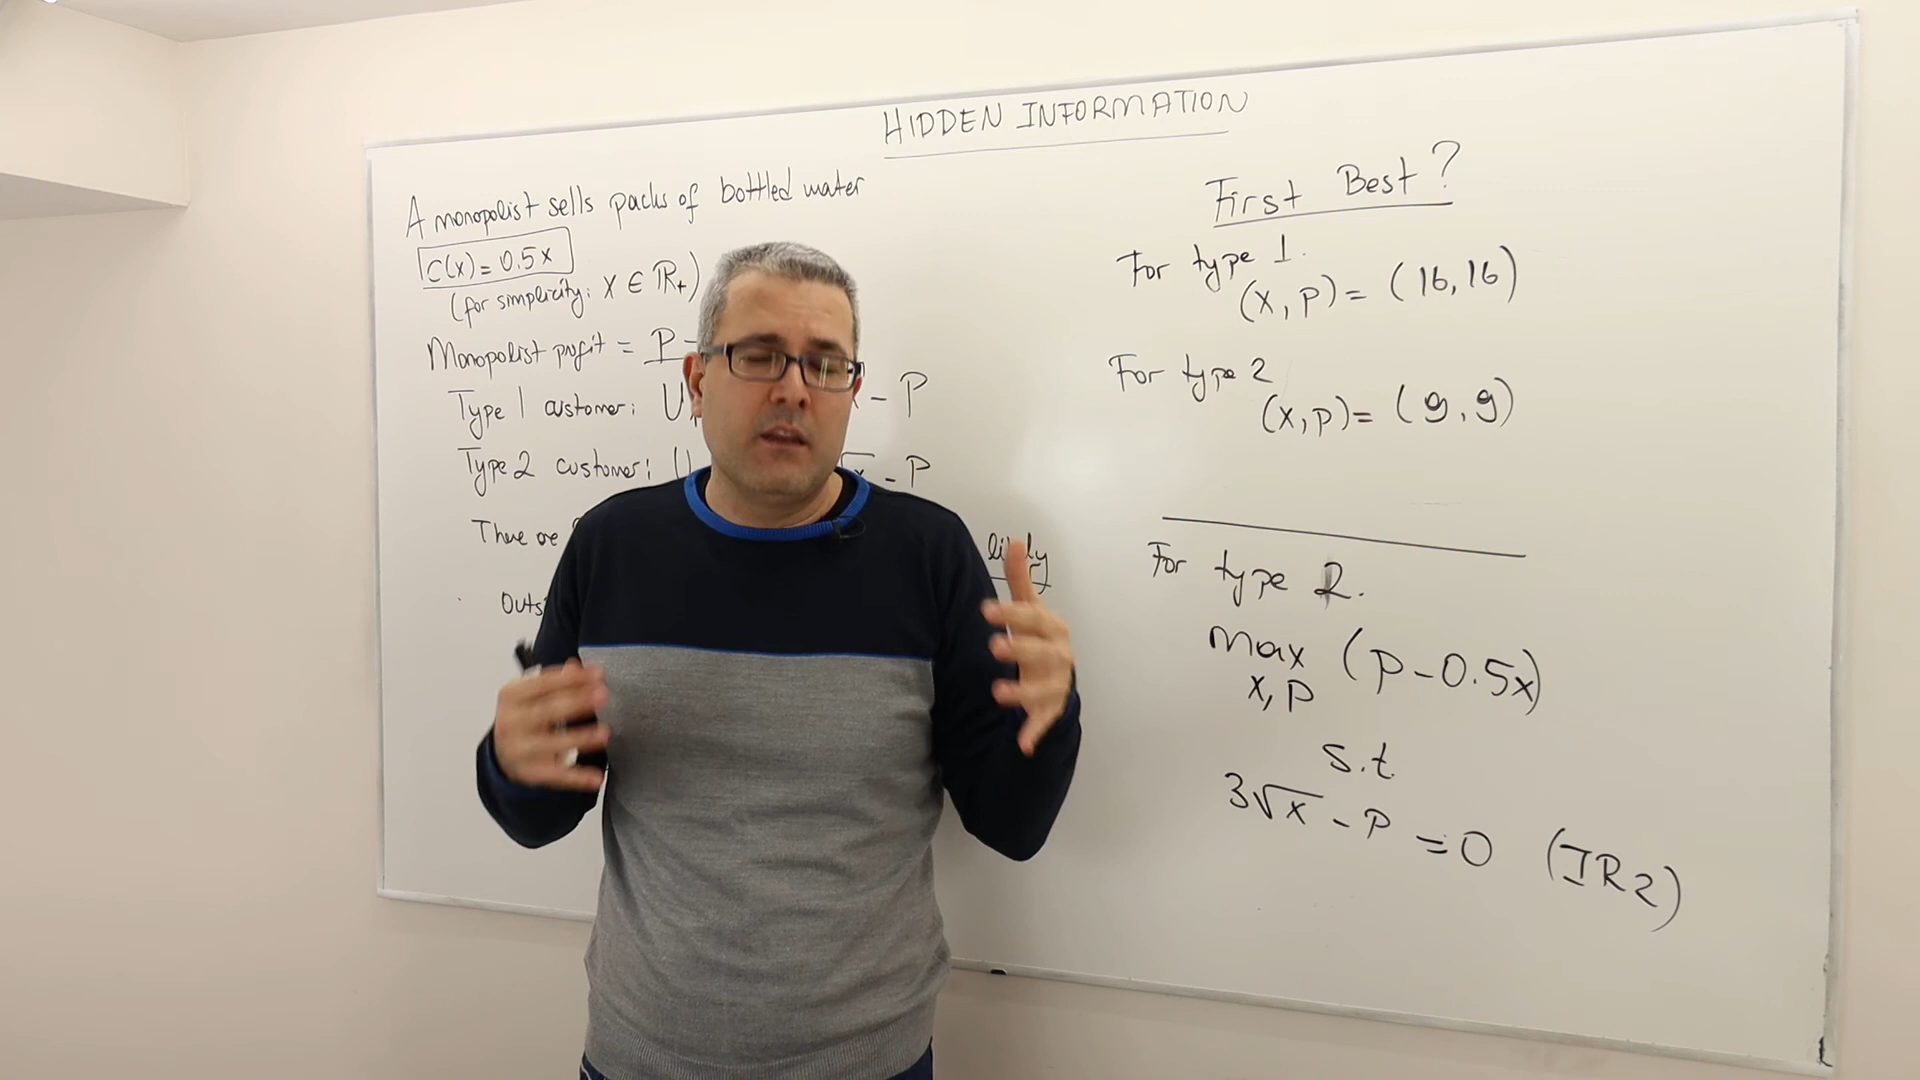 HIDDEN INFORMATION
A monopolist sells packs of bottled water
C(x) = 0.5x
(for simplicity: x ∈ ℝ₊)
Monopolist profit = P -
Type 1 customer: U - P
Type 2 customer: U - P
There are likely
First Best?
For type 1.
(x, p) = (16, 16)
For type 2
(x, p) = (9, 9)
For type 2.
max (p - 0.5x)
x, p
s.t.
3√x - P = 0 (IR2)